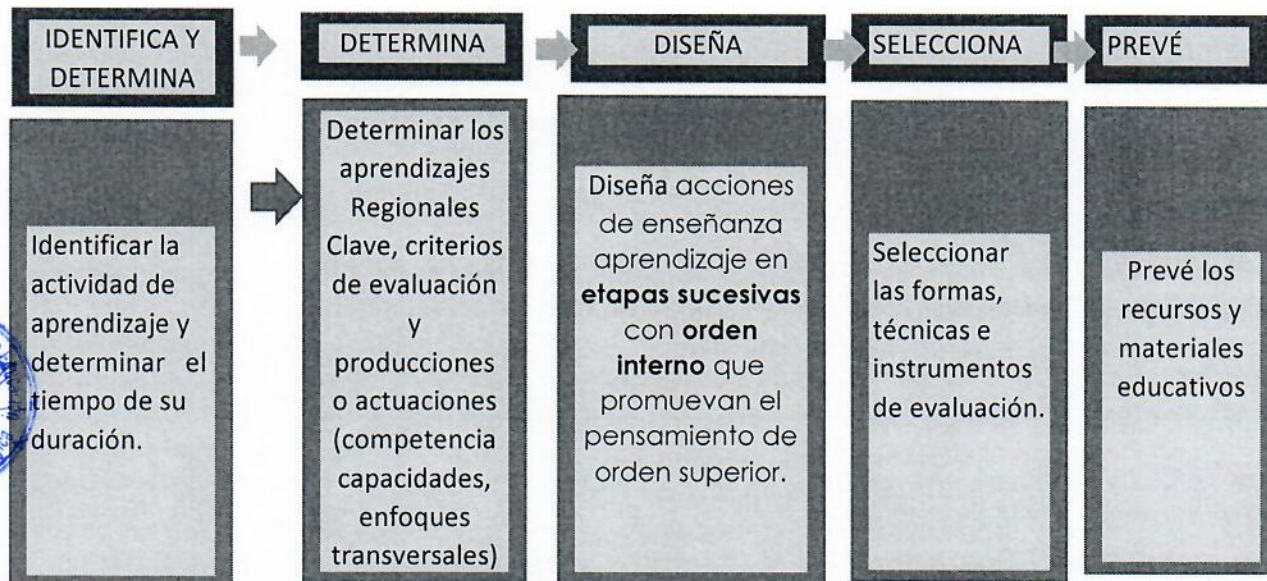 IDENTIFICA Y
DETERMINA
DETERMINA
DISEÑA
SELECCIONA
PREVÉ
Identificar la
actividad de
aprendizaje y
determinar el
tiempo de su
duración.
Determinar los
aprendizajes
Regionales
Clave, criterios
de evaluación
y
producciones
o actuaciones
(competencia
capacidades,
enfoques
transversales)
Diseña acciones
de enseñanza
aprendizaje en
etapas sucesivas
con orden
interno que
promuevan el
pensamiento de
orden superior.
Seleccionar
las formas,
técnicas e
instrumentos
de evaluación.
Prevé los
recursos y
materiales
educativos